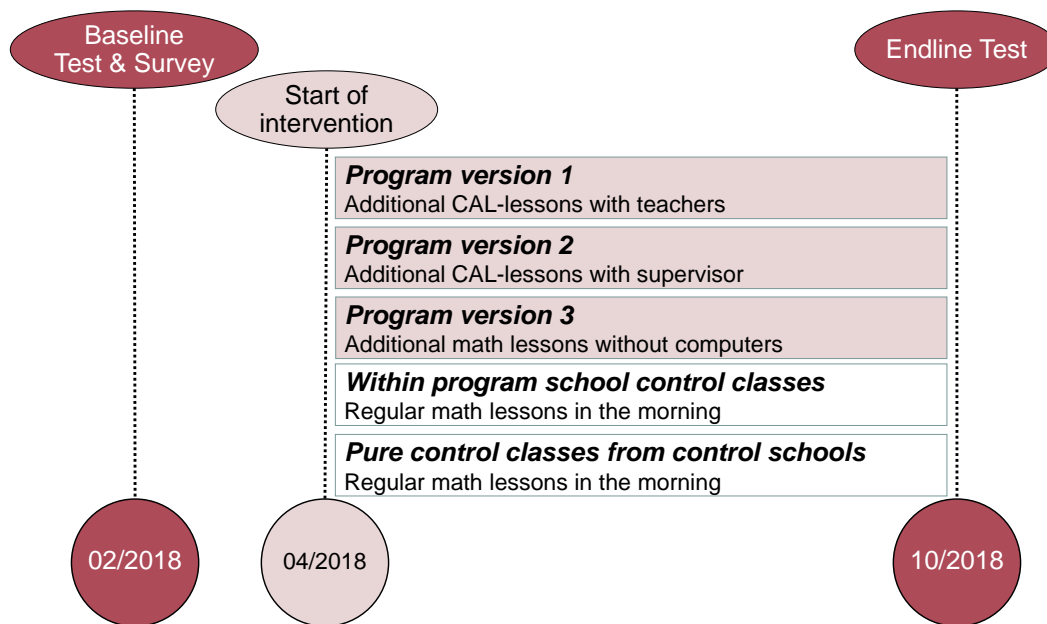 Baseline
Test & Survey
Endline Test
Start of
intervention
Program version 1
Additional CAL-lessons with teachers
Program version 2
Additional CAL-lessons with supervisor
Program version 3
Additional math lessons without computers
Within program school control classes
Regular math lessons in the morning
Pure control classes from control schools
Regular math lessons in the morning
02/2018
04/2018
10/2018